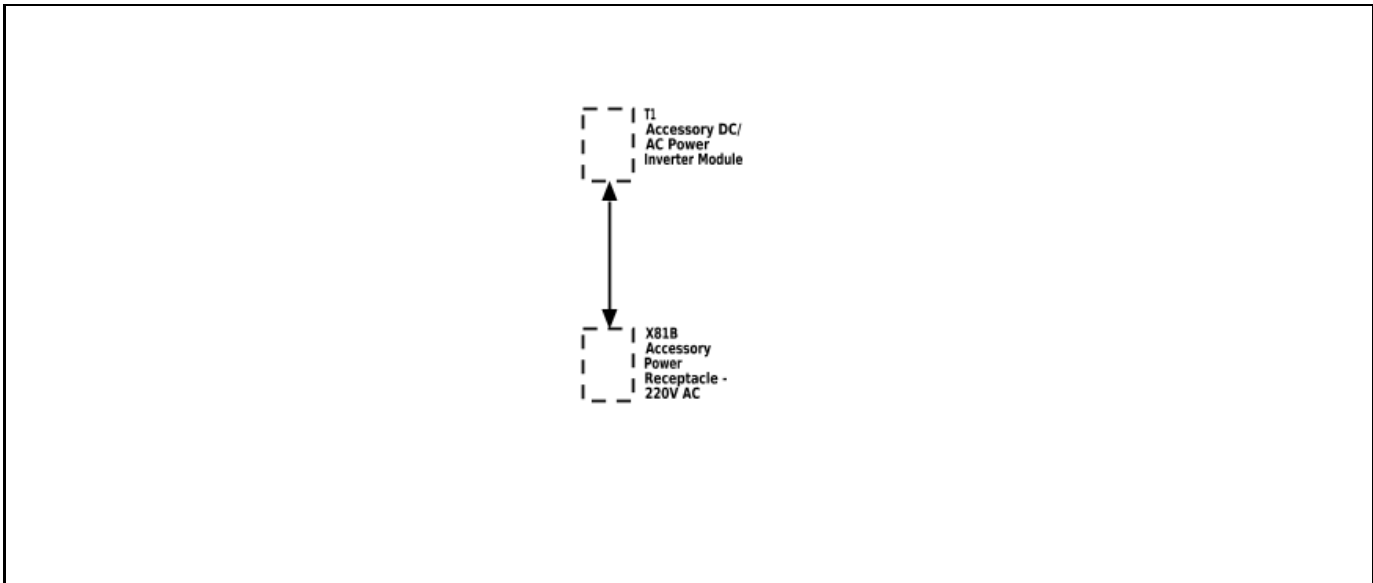 T1
Accessory DC/
AC Power
Inverter Module
X81B
Accessory
Power
Receptacle -
220V AC